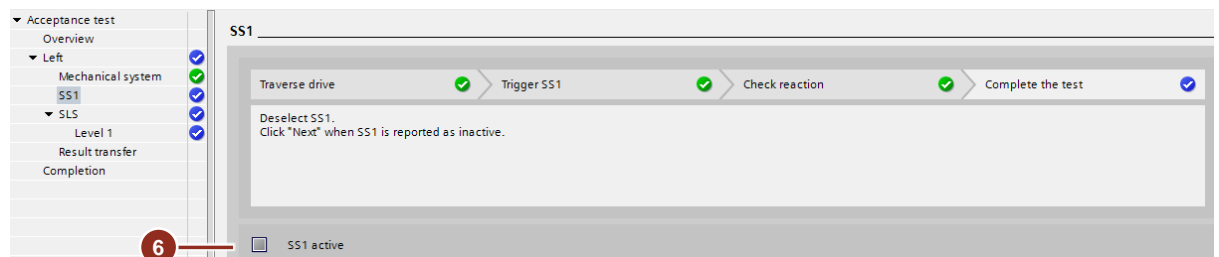 Acceptance test
Overview
Left
Mechanical system
SS1
SLS
Level 1
Result transfer
Completion
SS1
Traverse drive
Trigger SS1
Check reaction
Complete the test
Deselect SS1.
Click "Next" when SS1 is reported as inactive.
6
SS1 active